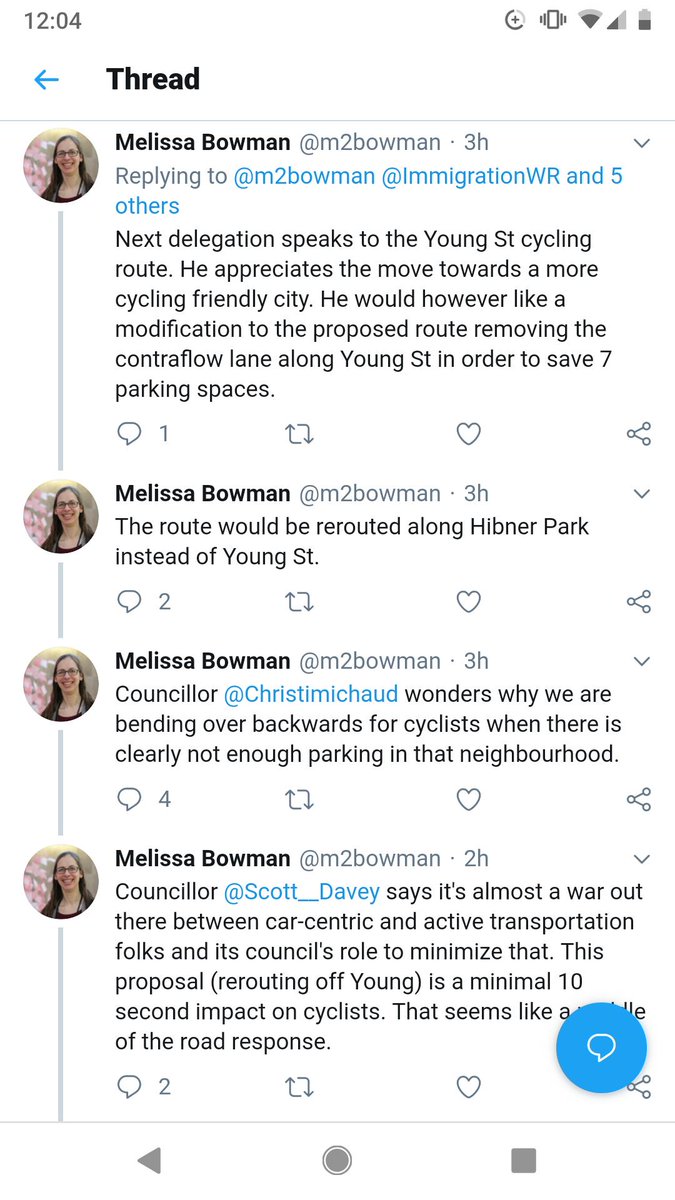 12:04
Thread
Melissa Bowman @m2bowman · 3h
Replying to @m2bowman @ImmigrationWR and 5
others
Next delegation speaks to the Young St cycling
route. He appreciates the move towards a more
cycling friendly city. He would however like a
modification to the proposed route removing the
contraflow lane along Young St in order to save 7
parking spaces.
1
Melissa Bowman @m2bowman · 3h
The route would be rerouted along Hibner Park
instead of Young St.
2
Melissa Bowman @m2bowman · 3h
Councillor @Christimichaud wonders why we are
bending over backwards for cyclists when there is
clearly not enough parking in that neighbourhood.
4
Melissa Bowman @m2bowman · 2h
Councillor @Scott__Davey says it's almost a war out
there between car-centric and active transportation
folks and its council's role to minimize that. This
proposal (rerouting off Young) is a minimal 10
second impact on cyclists. That seems like a
of the road response.
2